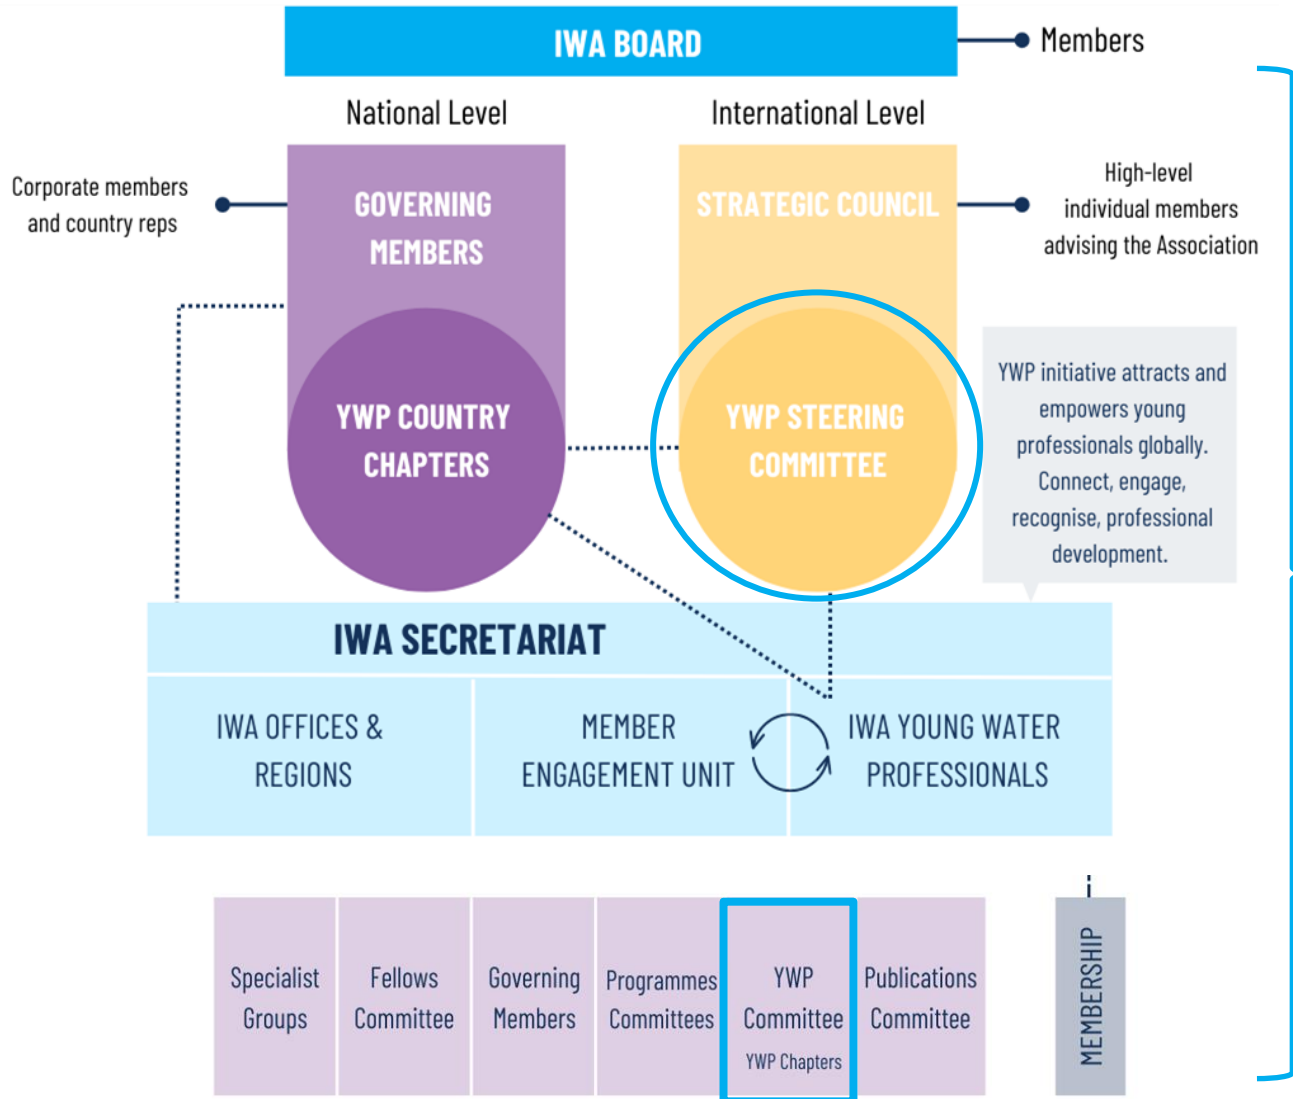 IWA BOARD
Members
National Level
International Level
Corporate members
and country reps
GOVERNING
MEMBERS
STRATEGIC COUNCIL
High-level
individual members
advising the Association
YWP COUNTRY
CHAPTERS
YWP STEERING
COMMITTEE
YWP initiative attracts and
empowers young
professionals globally.
Connect, engage,
recognise, professional
development.
IWA SECRETARIAT
IWA OFFICES &
REGIONS
MEMBER
ENGAGEMENT UNIT
IWA YOUNG WATER
PROFESSIONALS
Specialist
Groups
Fellows
Committee
Governing
Members
Programmes
Committees
YWP
Committee
YWP Chapters
Publications
Committee
MEMBERSHIP